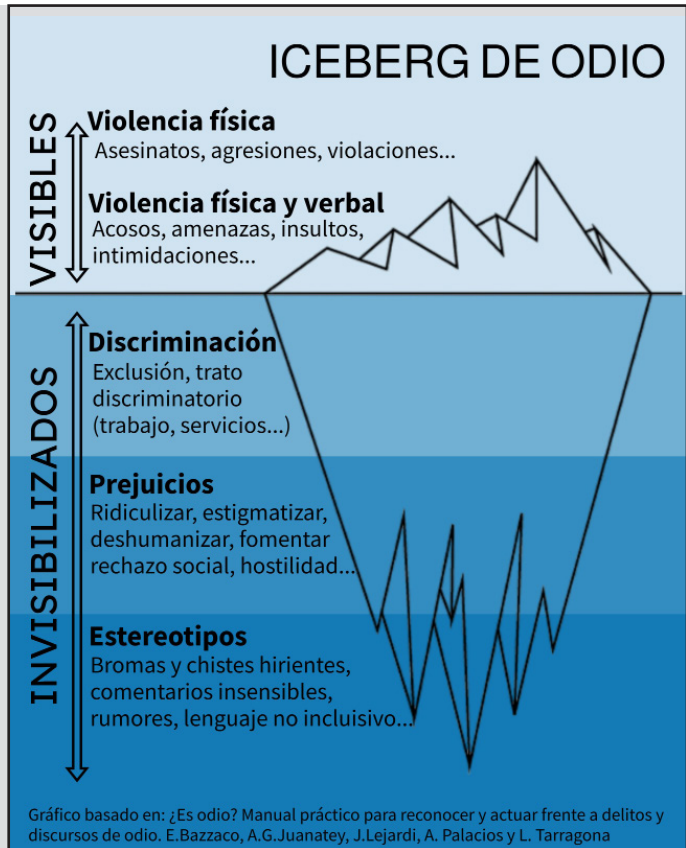 ICEBERG DE ODIO
VISIBLES
Violencia física
Asesinatos, agresiones, violaciones...
Violencia física y verbal
Acosos, amenazas, insultos,
intimidaciones...
INVISIBILIZADOS
Discriminación
Exclusión, trato
discriminatorio
(trabajo, servicios...)
Prejuicios
Ridiculizar, estigmatizar,
deshumanizar, fomentar
rechazo social, hostilidad...
Estereotipos
Bromas y chistes hirientes,
comentarios insensibles,
rumores, lenguaje no incluisivo...
Gráfico basado en: ¿Es odio? Manual práctico para reconocer y actuar frente a delitos y
discursos de odio. E.Bazzaco, A.G.Juanatey, J.Lejardi, A. Palacios y L. Tarragona